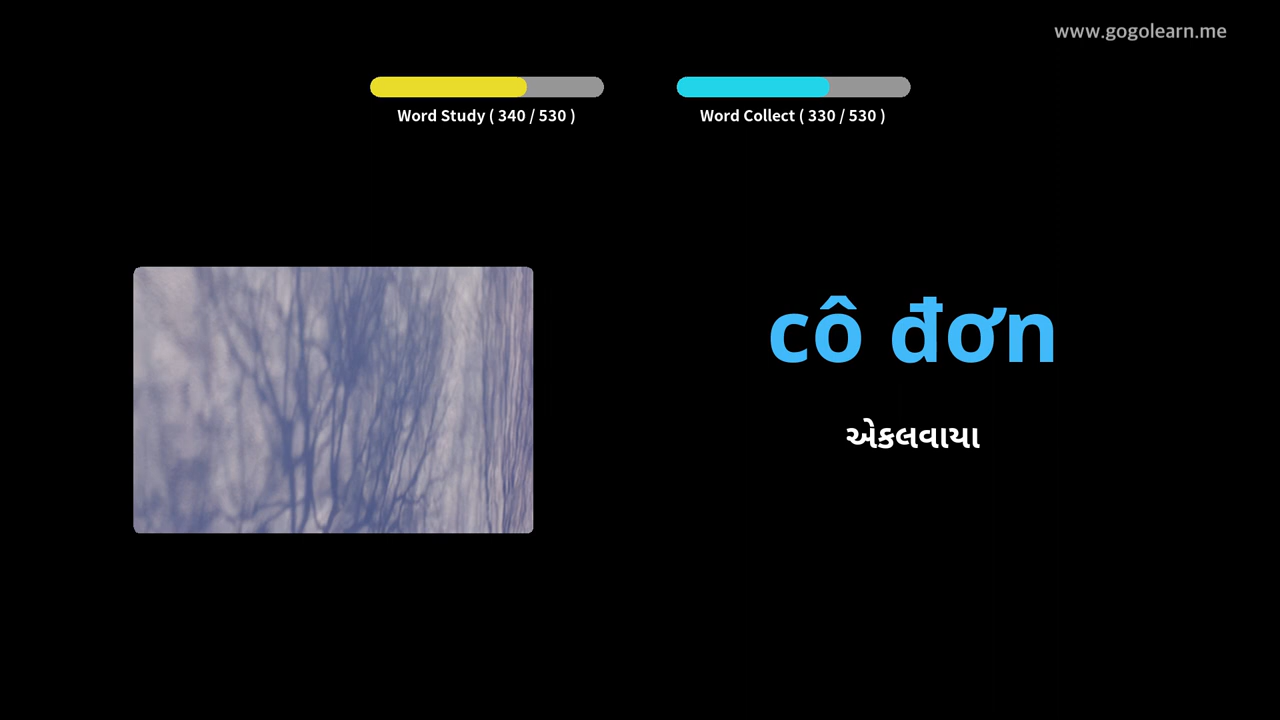 www.gogolearn.me
Word Study ( 340 / 530 )
Word Collect ( 330 / 530 )
cô đơn
એકલવાયા